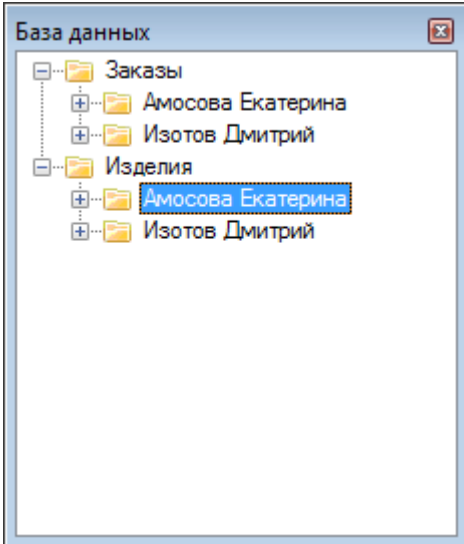 База данных
Заказы
Амосова Екатерина
Изотов Дмитрий
Изделия
Амосова Екатерина
Изотов Дмитрий